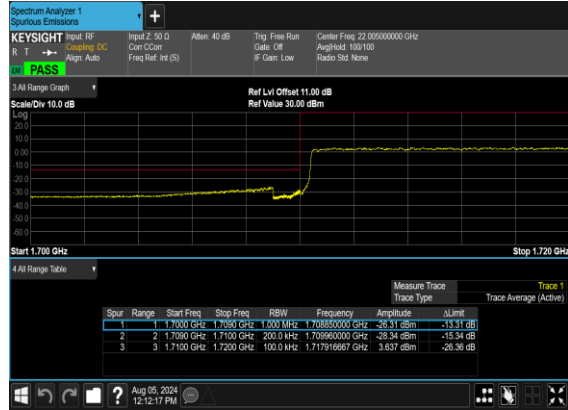 Spectrum Analyzer 1
Spurious Emissions
+
KEYSIGHT Input: RF Input Z: 50 Ω Atten: 40 dB Trig: Free Run Center Freq: 22.005000000 GHz
R T Coupling: DC Corr CCorr Gate: Off Avg|Hold: 100/100
Align: Auto Freq Ref: Int (S) IF Gain: Low Radio Std: None
PASS
3 All Range Graph
Ref Lvl Offset 11.00 dB
Scale/Div 10.0 dB Ref Value 30.00 dBm
Log
20.0
10.0
0.00
-10.0
-20.0
-30.0
-40.0
-50.0
-60.0
Start 1.700 GHz Stop 1.720 GHz
4 All Range Table
Measure Trace Trace 1
Trace Type Trace Average (Active)
Spur Range Start Freq Stop Freq RBW Frequency Amplitude ΔLimit
1 1 1.7000 GHz 1.7090 GHz 1.000 MHz 1.708850000 GHz -26.31 dBm -13.31 dB
2 2 1.7090 GHz 1.7100 GHz 200.0 kHz 1.709960000 GHz -28.34 dBm -15.34 dB
3 3 1.7100 GHz 1.7200 GHz 100.0 kHz 1.717916667 GHz 3.637 dBm -26.36 dB
? Aug 05, 2024
12:12:17 PM